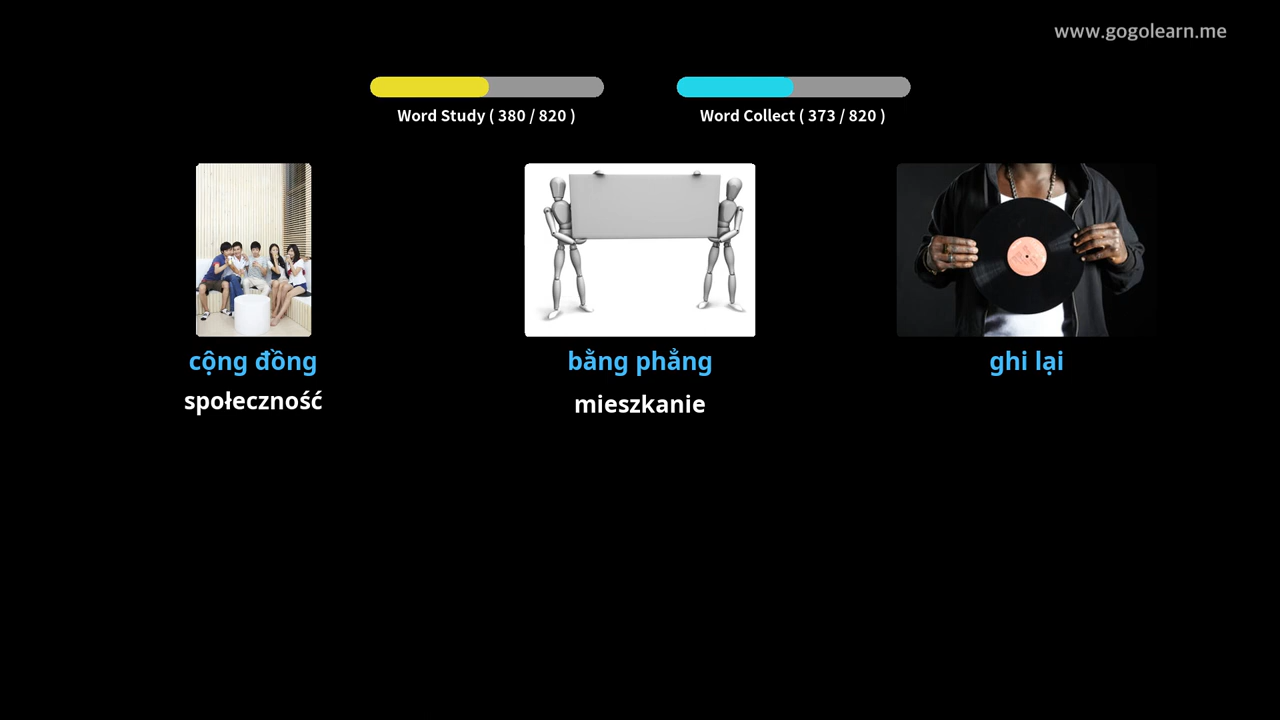 www.gogolearn.me
Word Study ( 380 / 820 )
Word Collect ( 373 / 820 )
cộng đồng
bằng phẳng
ghi lại
społeczność
mieszkanie